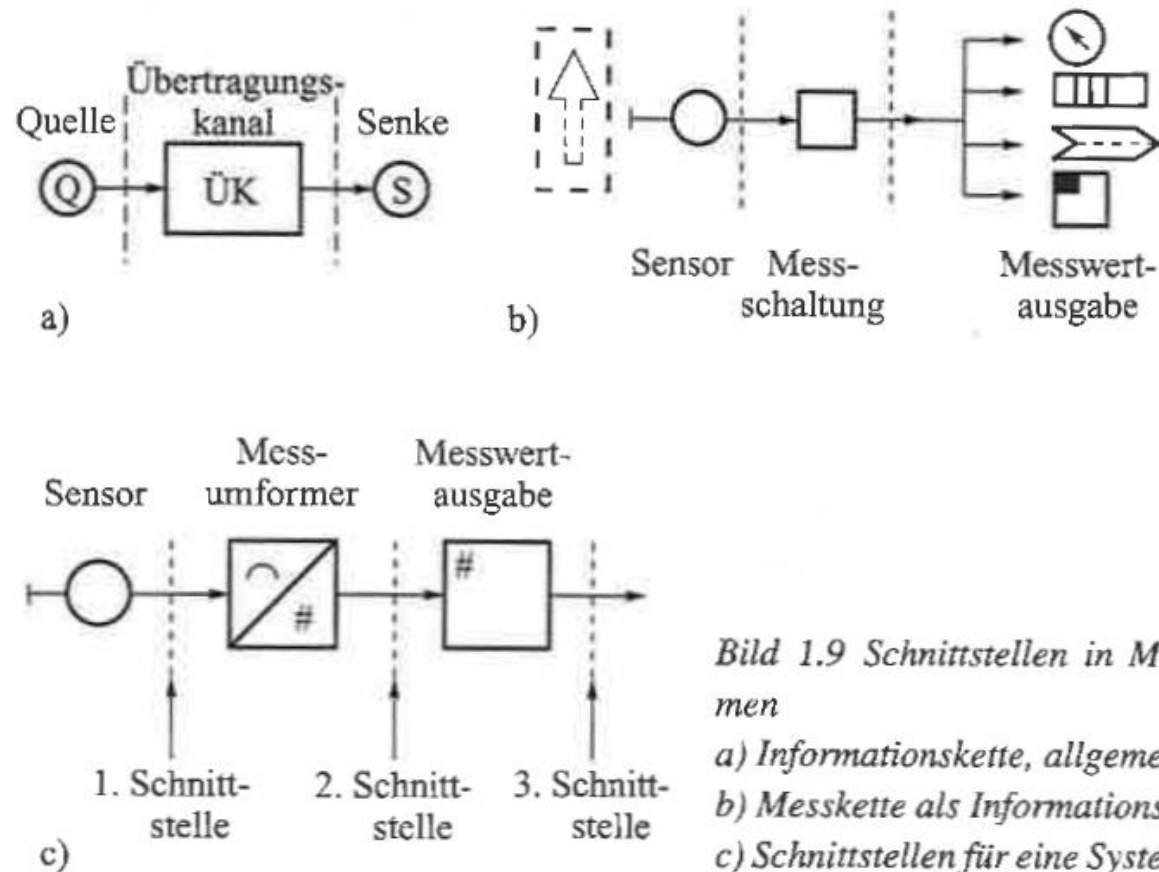 Übertragungs-
kanal
Quelle
Senke
Q
ÜK
S
a)
Sensor
Mess-
schaltung
Messwert-
ausgabe
b)
Sensor
Mess-
umformer
Messwert-
ausgabe
#
#
1. Schnitt-
stelle
2. Schnitt-
stelle
3. Schnitt-
stelle
c)
Bild 1.9 Schnittstellen in M
men
a) Informationskette, allgeme
b) Messkette als Informations
c) Schnittstellen für eine Syste